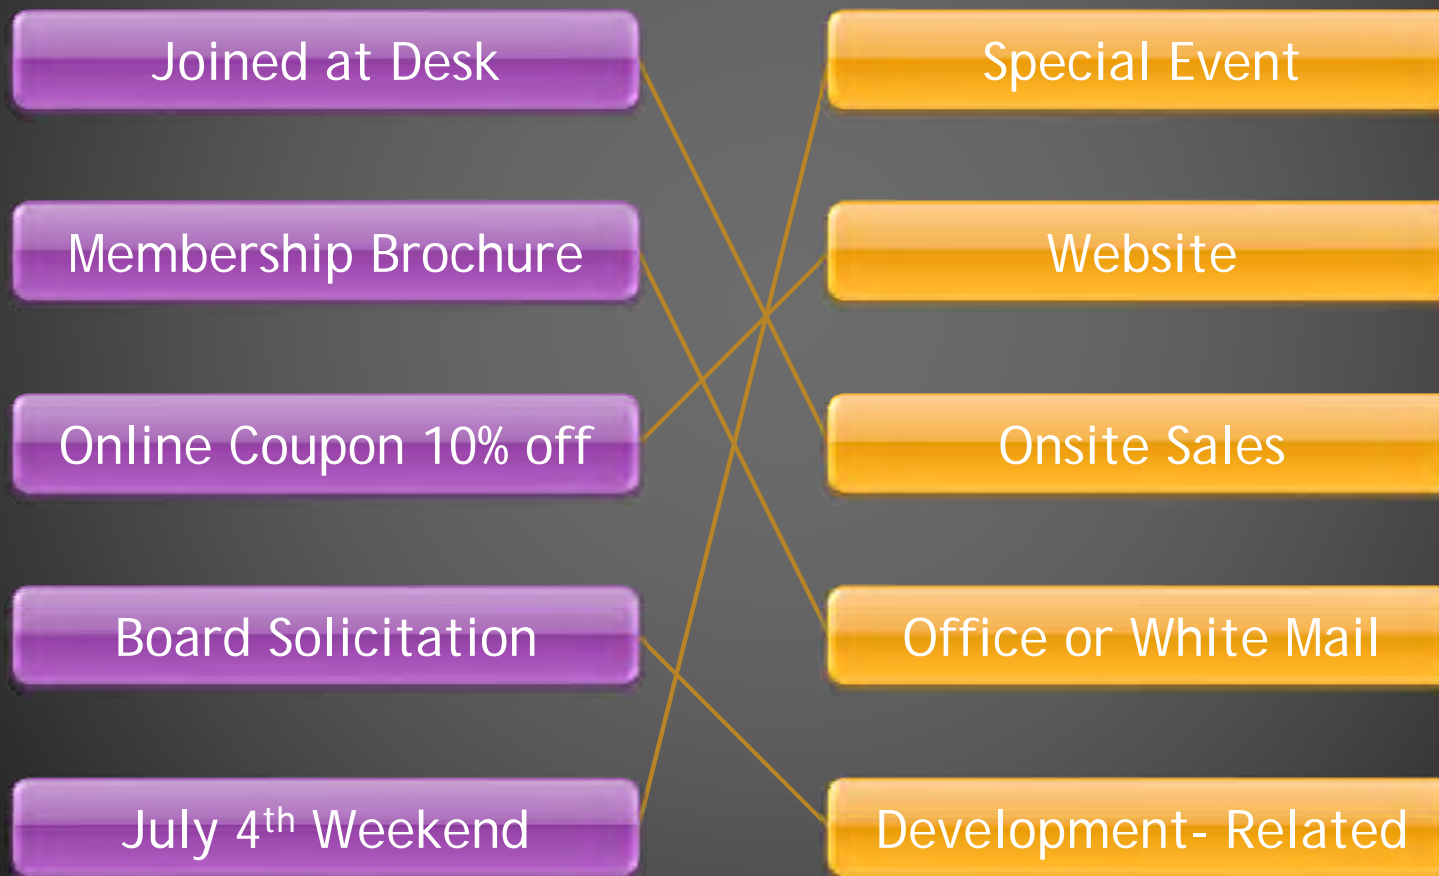 Joined at Desk
Special Event
Membership Brochure
Website
Online Coupon 10% off
Onsite Sales
Board Solicitation
Office or White Mail
July 4th Weekend
Development- Related